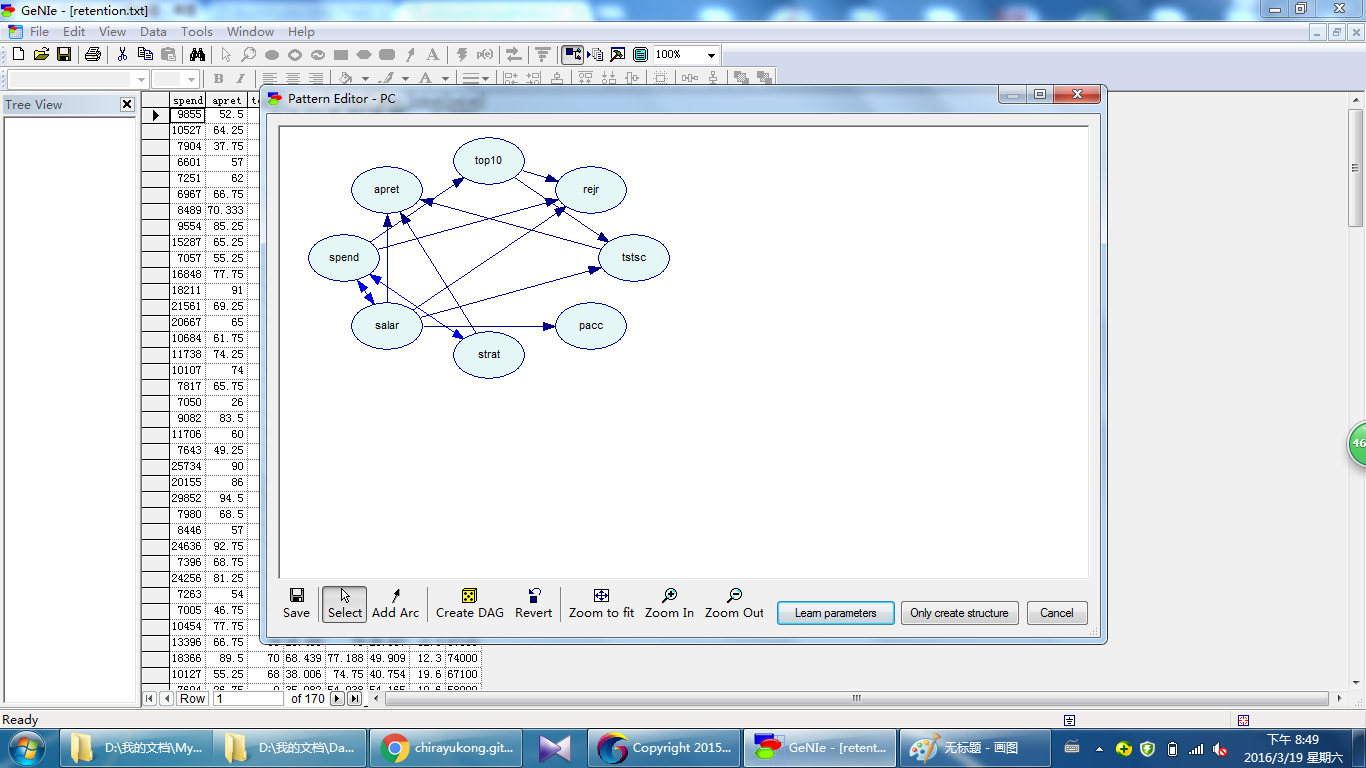 GeNIe - [retention.txt]
File Edit View Data Tools Window Help
p(e) 100%
B I A
Tree View
spend apret
9855 52.5
10527 64.25
7904 37.75
6601 57
7251 62
6967 66.75
8489 70.333
9554 85.25
15287 65.25
7057 55.25
16848 77.75
18211 91
21561 69.25
20667 65
10684 61.75
11738 74.25
10107 74
7817 65.75
7050 26
9082 83.5
11706 60
7643 49.25
25734 90
20155 86
29852 94.5
7980 68.5
8446 57
24636 92.75
7396 68.75
24256 81.25
7263 54
7005 46.75
10454 77.75
13396 66.75
18366 89.5 70 68.439 77.188 49.909 12.3 74000
10127 55.25 68 38.006 74.75 40.754 19.6 67100
Row 1 of 170
Pattern Editor - PC
top10
apret
rejr
spend
tstsc
salar
pacc
strat
Save Select Add Arc Create DAG Revert Zoom to fit Zoom In Zoom Out Learn parameters Only create structure Cancel
46
Ready
D:\我的文档\My... D:\我的文档\Da... chirayukong.git... Copyright 2015... GeNIe - [retent... 无标题 - 画图
下午 8:49
2016/3/19 星期六